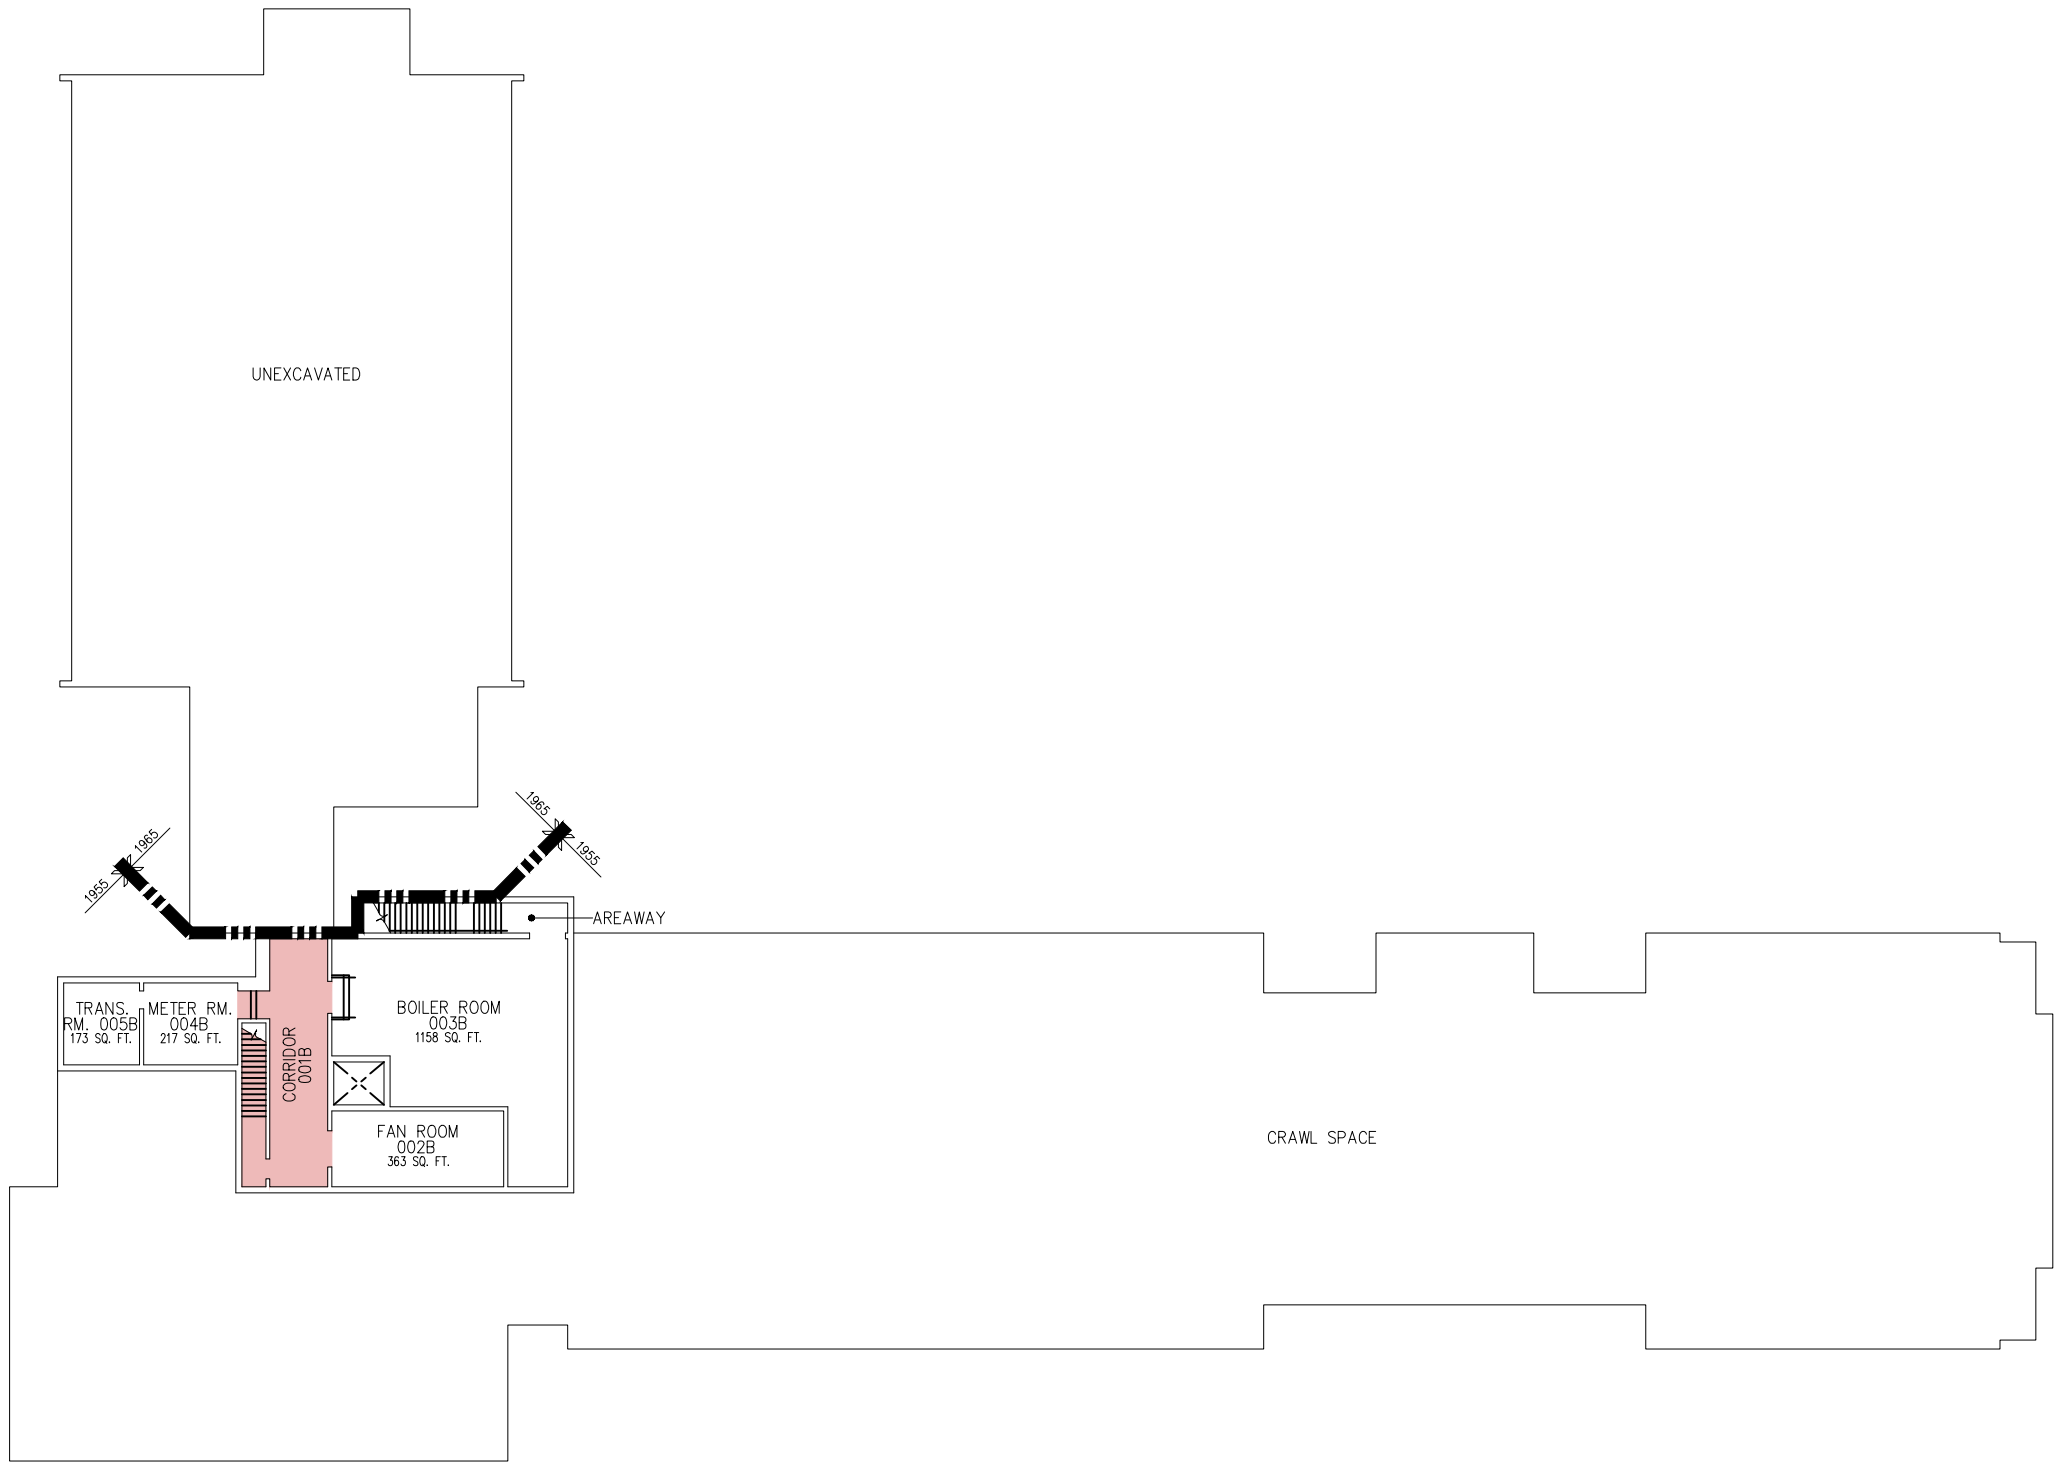 UNEXCAVATED
1965
1955
1965
1955
AREAWAY
TRANS.
RM. 005B
173 SQ. FT.
METER RM.
004B
217 SQ. FT.
CORRIDOR
001B
BOILER ROOM
003B
1158 SQ. FT.
FAN ROOM
002B
363 SQ. FT.
CRAWL SPACE